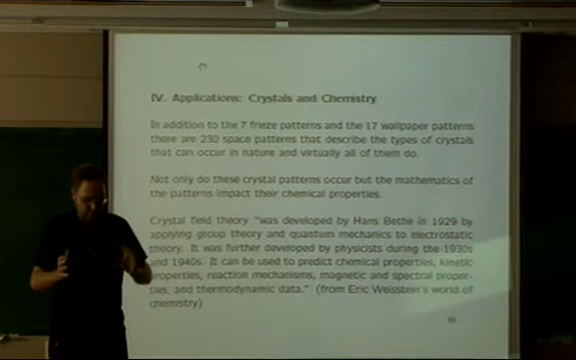 IV. Applications: Crystals and Chemistry
In addition to the 7 frieze patterns and the 17 wallpaper patterns
there are 230 space patterns that describe the types of crystals
that can occur in nature and virtually all of them do.
Not only do these crystal patterns occur but the mathematics of
the patterns impact their chemical properties.
Crystal field theory "was developed by Hans Bethe in 1929 by
applying group theory and quantum mechanics to electrostatic
theory. It was further developed by physicists during the 1930s
and 1940s. It can be used to predict chemical properties, kinetic
properties, reaction mechanisms, magnetic and spectral proper-
ties, and thermodynamic data." (from Eric Weisstein's world of
chemistry)